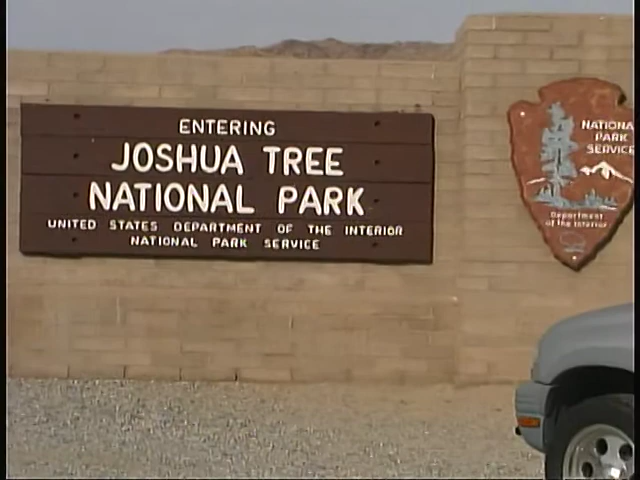 ENTERING
JOSHUA TREE
NATIONAL PARK
UNITED STATES DEPARTMENT OF THE INTERIOR
NATIONAL PARK SERVICE
NATIONA
PARK
SERVICE
Department
of the Interior